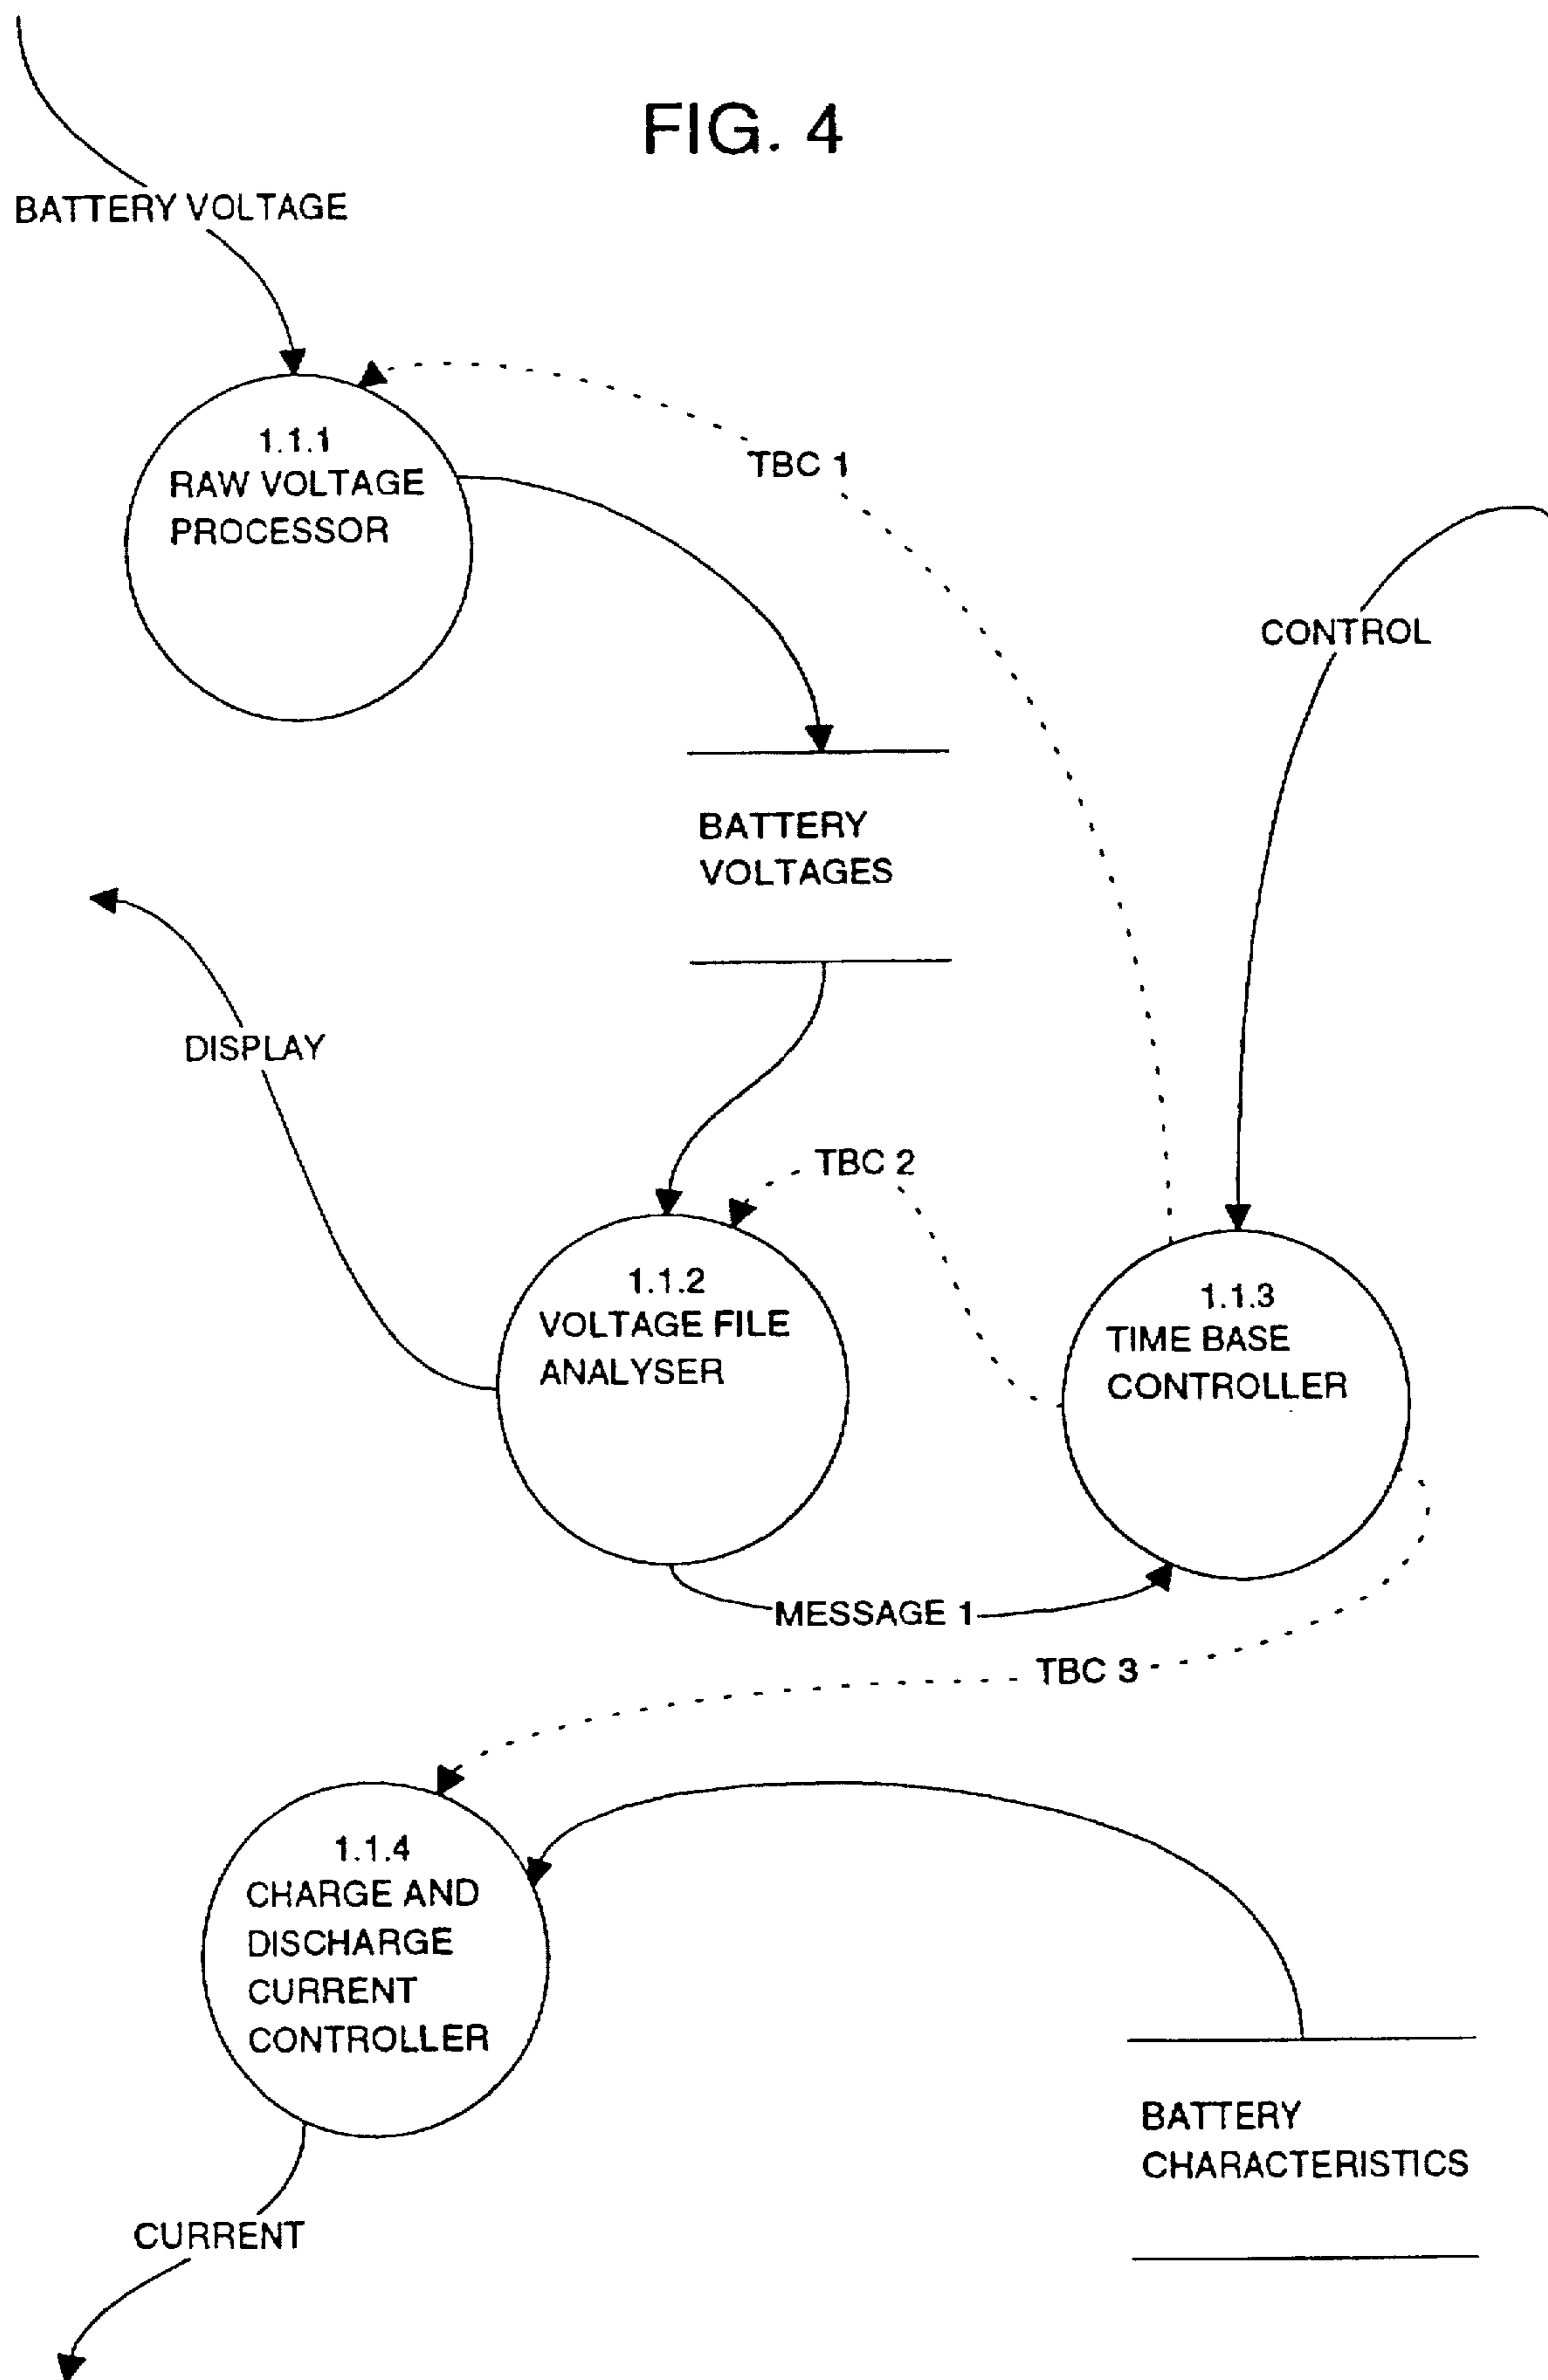 FIG. 4
BATTERY VOLTAGE
1.1.1
RAW VOLTAGE
PROCESSOR
TBC 1
CONTROL
BATTERY
VOLTAGES
DISPLAY
TBC 2
1.1.2
VOLTAGE FILE
ANALYSER
1.1.3
TIME BASE
CONTROLLER
MESSAGE 1
TBC 3
1.1.4
CHARGE AND
DISCHARGE
CURRENT
CONTROLLER
BATTERY
CHARACTERISTICS
CURRENT